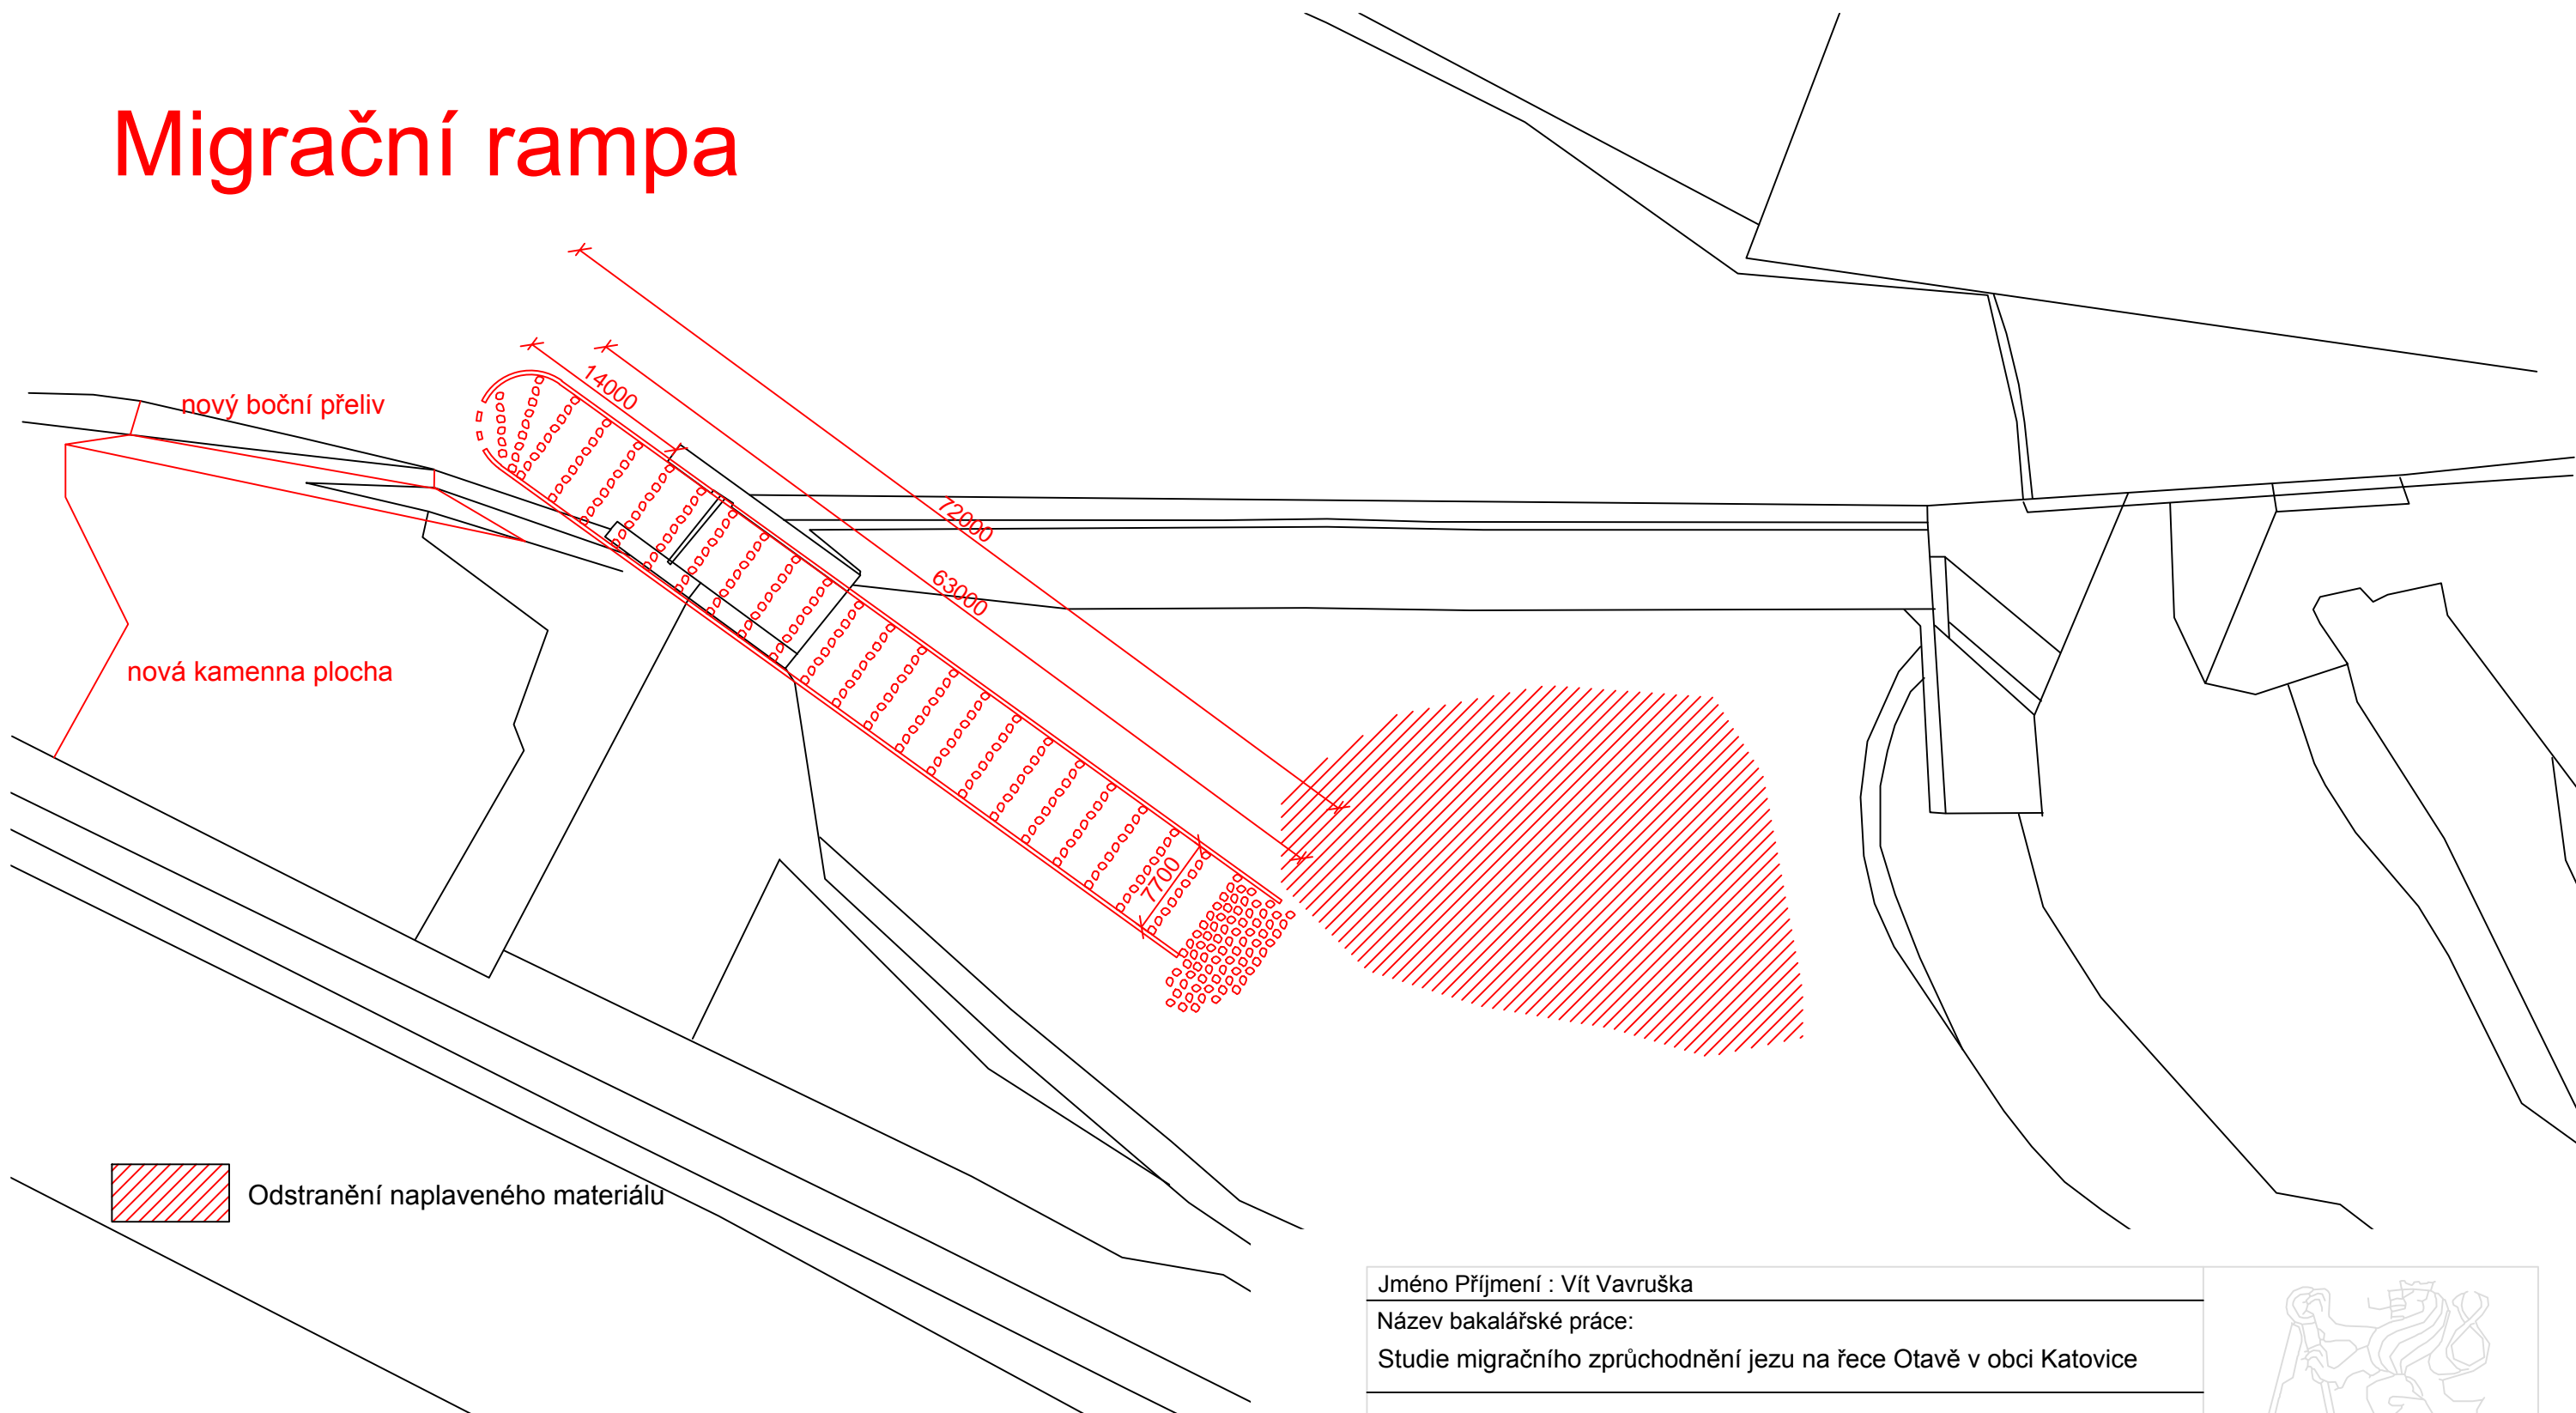 Migrační rampa
nový boční přeliv
14000
72000
63000
nová kamenna plocha
7700
Odstranění naplaveného materiálu
Jméno Příjmení : Vít Vavruška
Název bakalářské práce:
Studie migračního zprůchodnění jezu na řece Otavě v obci Katovice